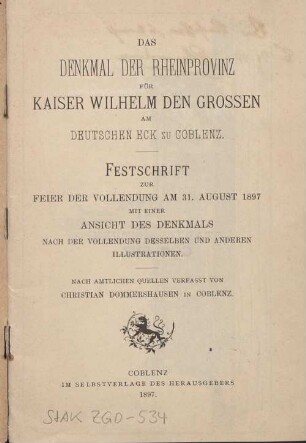 DAS
DENKMAL DER RHEINPROVINZ
FÜR
KAISER WILHELM DEN GROSSEN
AM
DEUTSCHEN ECK ZU COBLENZ.
FESTSCHRIFT
ZUR
FEIER DER VOLLENDUNG AM 31. AUGUST 1897
MIT EINER
ANSICHT DES DENKMALS
NACH DER VOLLENDUNG DESSELBEN UND ANDEREN
ILLUSTRATIONEN.
NACH AMTLICHEN QUELLEN VERFASST VON
CHRISTIAN DOMMERSHAUSEN IN COBLENZ.
COBLENZ
IM SELBSTVERLAGE DES HERAUSGEBERS
1897.
StAK ZGO-534